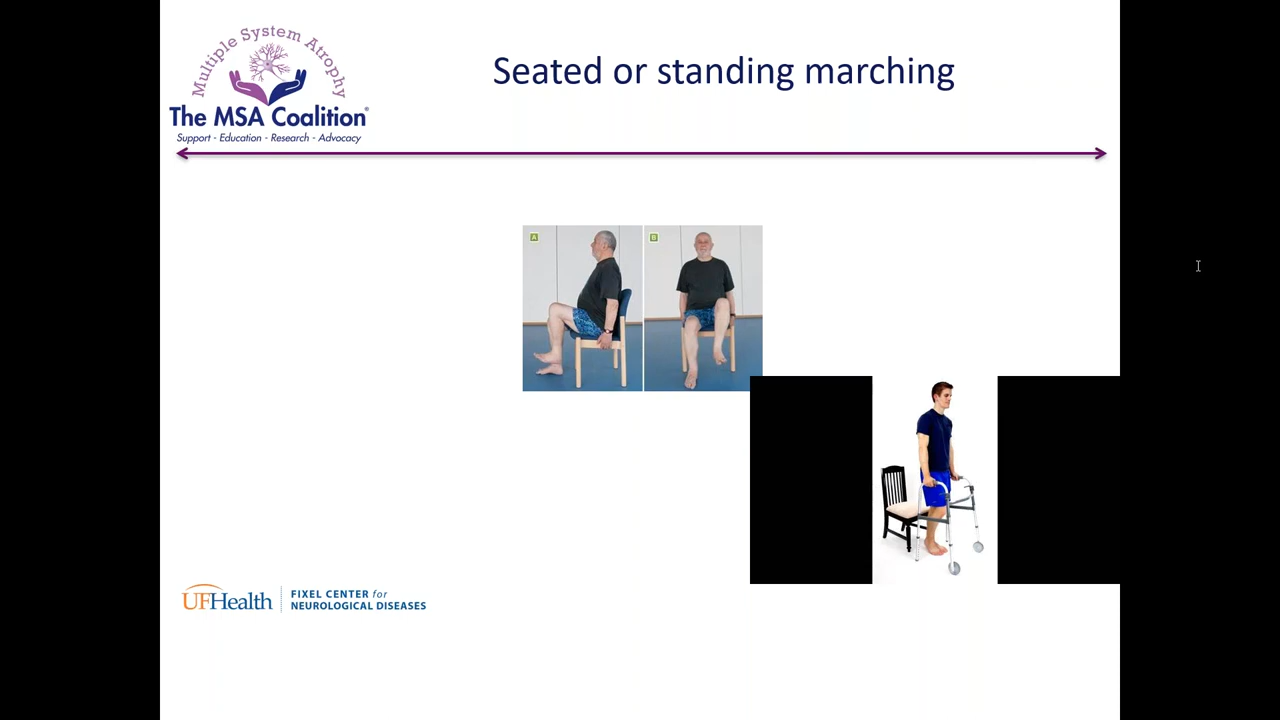 Multiple System Atrophy
The MSA Coalition®
Support - Education - Research - Advocacy
Seated or standing marching
A
B
UFHealth
FIXEL CENTER for
NEUROLOGICAL DISEASES